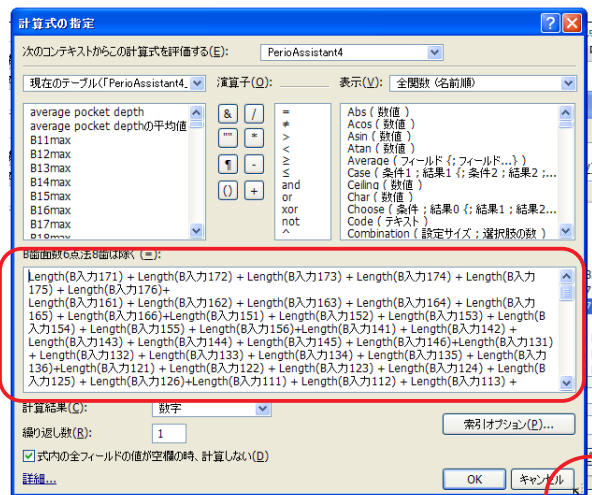 計算式の指定
次のコンテキストからこの計算式を評価する(E): PerioAssistant4
現在のテーブル(「PerioAssistant4_ 演算子(O): 表示(V): 全関数 (名前順)
average pocket depth
average pocket depthの平均値
B11max
B12max
B13max
B14max
B15max
B16max
B17max
B18max
& /
"" *
¶ -
() +
=
≠
>
<
≥
≤
and
or
xor
not
^
Abs ( 数値 )
Acos ( 数値 )
Asin ( 数値 )
Atan ( 数値 )
Average ( フィールド {; フィールド...} )
Case ( 条件1 ; 結果1 {; 条件2 ; 結果2 ;...
Ceiling ( 数値 )
Char ( 数値 )
Choose ( 条件 ; 結果0 {; 結果1 ; 結果2...
Code ( テキスト )
Combination ( 設定サイズ ; 選択肢の数 )
B歯面数6点法8歯は除く (=):
Length(B入力171) + Length(B入力172) + Length(B入力173) + Length(B入力174) + Length(B入力
175) + Length(B入力176)+
Length(B入力161) + Length(B入力162) + Length(B入力163) + Length(B入力164) + Length(B入力
165) + Length(B入力166)+Length(B入力151) + Length(B入力152) + Length(B入力153) + Length(B
入力154) + Length(B入力155) + Length(B入力156)+Length(B入力141) + Length(B入力142) +
Length(B入力143) + Length(B入力144) + Length(B入力145) + Length(B入力146)+Length(B入力131)
+ Length(B入力132) + Length(B入力133) + Length(B入力134) + Length(B入力135) + Length(B入力
136)+Length(B入力121) + Length(B入力122) + Length(B入力123) + Length(B入力124) + Length(B
入力125) + Length(B入力126)+Length(B入力111) + Length(B入力112) + Length(B入力113) +
計算結果(C): 数字
繰り返し数(R): 1
索引オプション(P)...
式内の全フィールドの値が空欄の時、計算しない(D)
詳細...
OK キャンセル